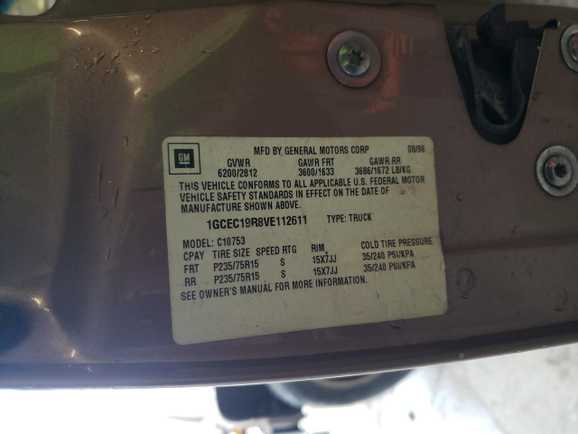 GM
MFD BY GENERAL MOTORS CORP 08/96
GVWR GAWR FRT GAWR RR
6200/2812 3600/1633 3686/1672 LB/KG
THIS VEHICLE CONFORMS TO ALL APPLICABLE U.S. FEDERAL MOTOR
VEHICLE SAFETY STANDARDS IN EFFECT ON THE DATE OF
MANUFACTURE SHOWN ABOVE.
1GCEC19R8VE112611 TYPE: TRUCK
MODEL: C10753
CPAY TIRE SIZE SPEED RTG RIM COLD TIRE PRESSURE
FRT P235/75R15 S 15X7JJ 35/240 PSI/KPA
RR P235/75R15 S 15X7JJ 35/240 PSI/KPA
SEE OWNER'S MANUAL FOR MORE INFORMATION.